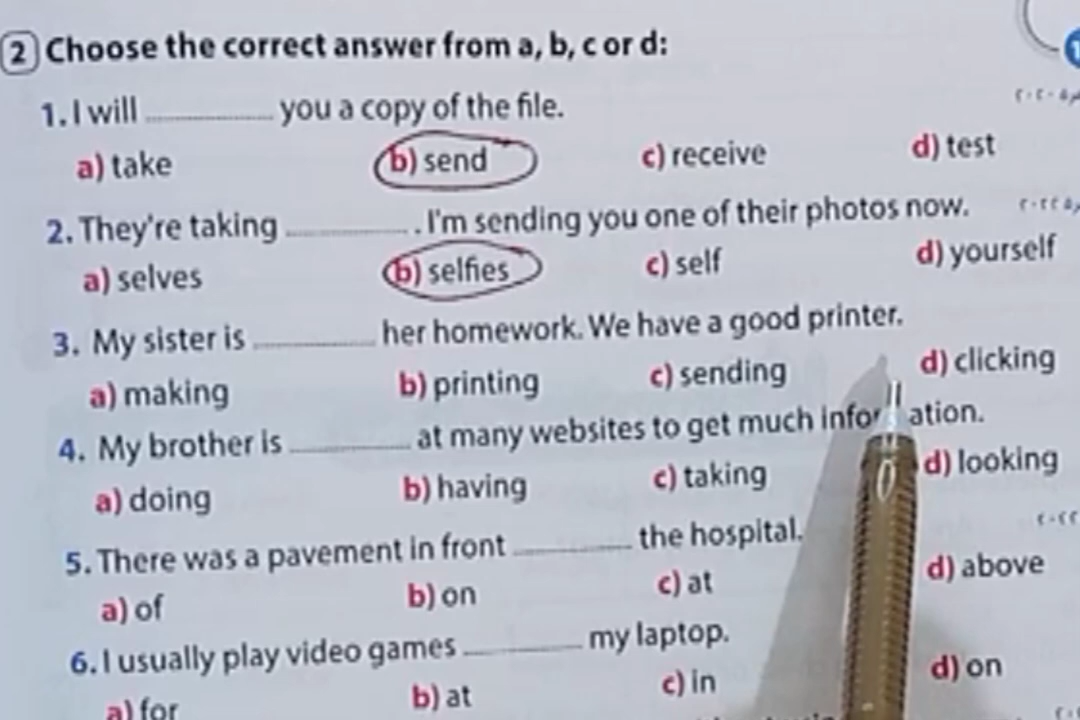 2 Choose the correct answer from a, b, c or d:
1. I will ............ you a copy of the file.
a) take b) send c) receive d) test
2. They're taking ............ . I'm sending you one of their photos now.
a) selves b) selfies c) self d) yourself
3. My sister is ............ her homework. We have a good printer.
a) making b) printing c) sending d) clicking
4. My brother is ............ at many websites to get much infor ation.
a) doing b) having c) taking d) looking
5. There was a pavement in front ............ the hospital.
a) of b) on c) at d) above
6. I usually play video games ............ my laptop.
a) for b) at c) in d) on